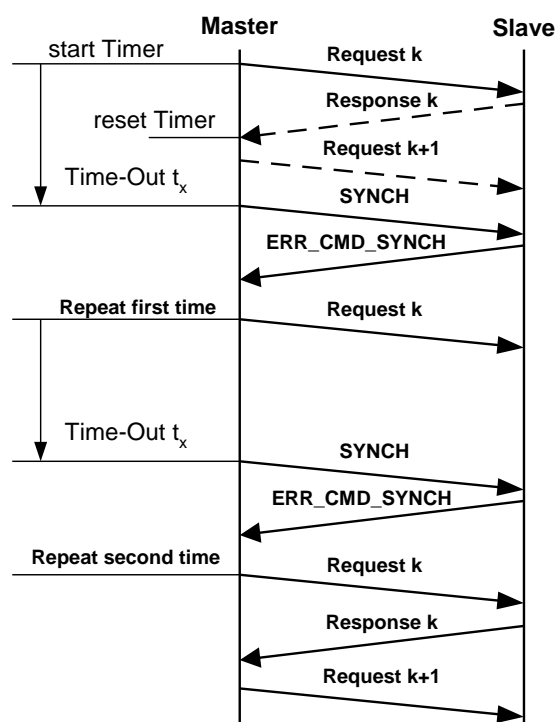 Master
Slave
start Timer
Request k
Response k
reset Timer
Request k+1
Time-Out tx
SYNCH
ERR_CMD_SYNCH
Repeat first time
Request k
Time-Out tx
SYNCH
ERR_CMD_SYNCH
Repeat second time
Request k
Response k
Request k+1